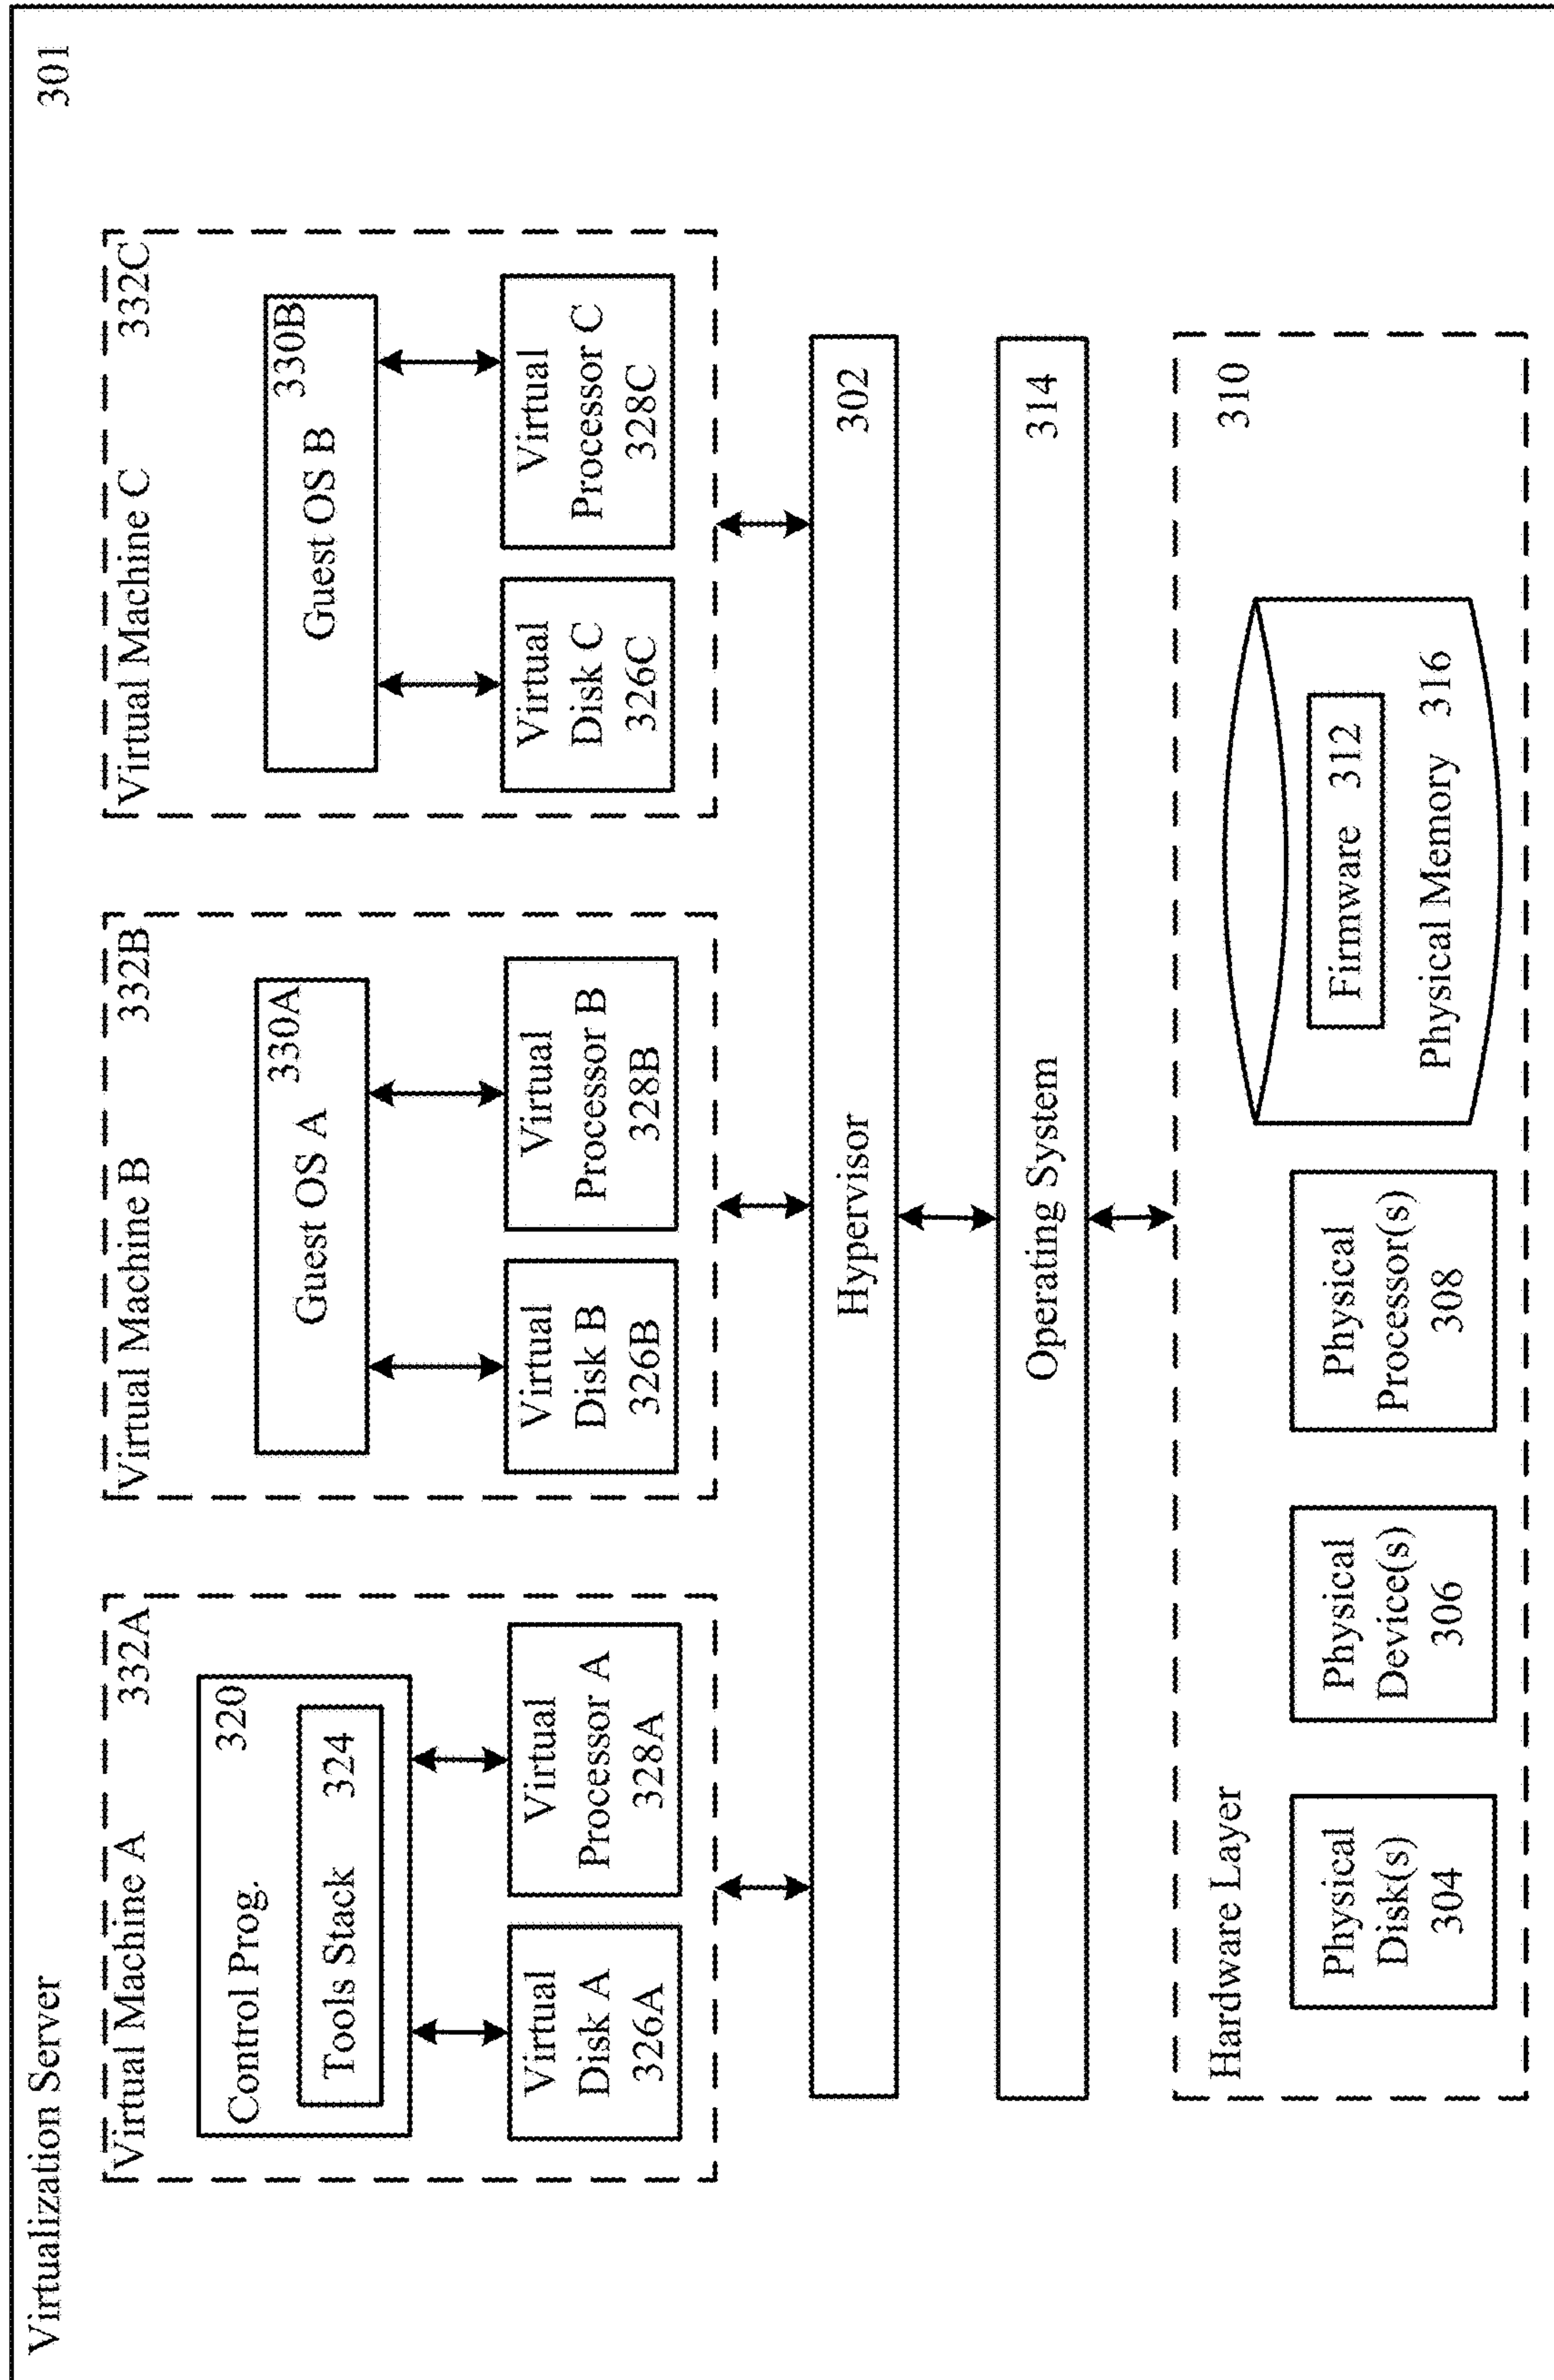 Virtualization Server 301
Virtual Machine A 332A
Control Prog. 320
Tools Stack 324
Virtual
Disk A
326A
Virtual
Processor A
328A
Virtual Machine B 332B
330A
Guest OS A
Virtual
Disk B
326B
Virtual
Processor B
328B
Virtual Machine C 332C
330B
Guest OS B
Virtual
Disk C
326C
Virtual
Processor C
328C
Hypervisor 302
Operating System 314
Hardware Layer 310
Physical
Disk(s)
304
Physical
Device(s)
306
Physical
Processor(s)
308
Firmware 312
Physical Memory 316